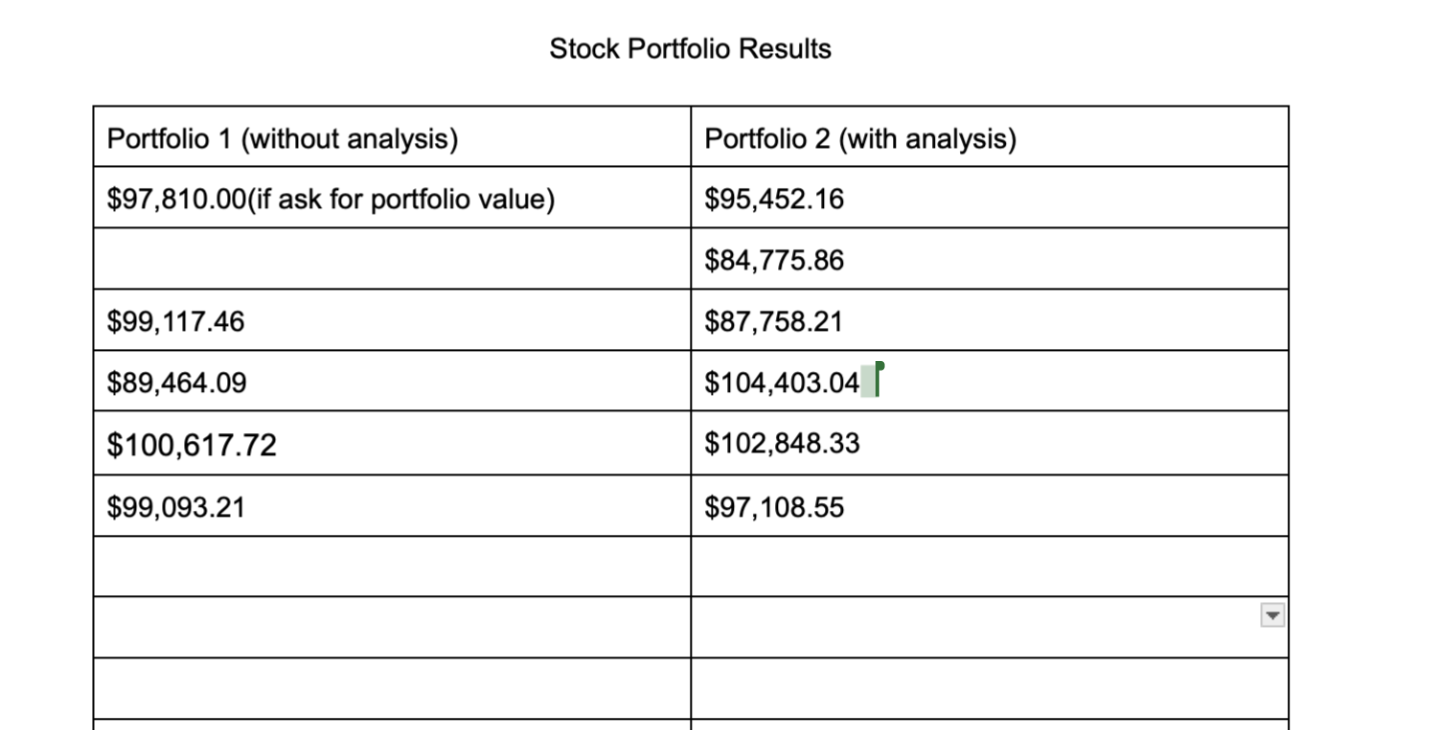 Stock Portfolio Results
Portfolio 1 (without analysis) Portfolio 2 (with analysis)
$97,810.00(if ask for portfolio value) $95,452.16
$84,775.86
$99,117.46 $87,758.21
$89,464.09 $104,403.04
$100,617.72 $102,848.33
$99,093.21 $97,108.55